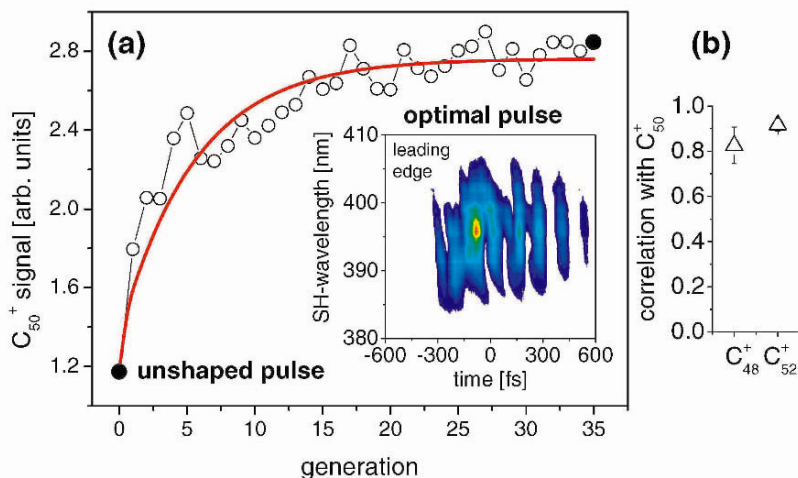 (a)
(b)
C50+ signal [arb. units]
2.8
2.4
2.0
1.6
1.2
optimal pulse
SH-wavelength [nm]
410
400
390
380
leading
edge
-600 -300 0 300 600
time [fs]
unshaped pulse
0 5 10 15 20 25 30 35
generation
correlation with C50+
1.0
0.8
0.6
0.4
0.2
0.0
C48+ C52+